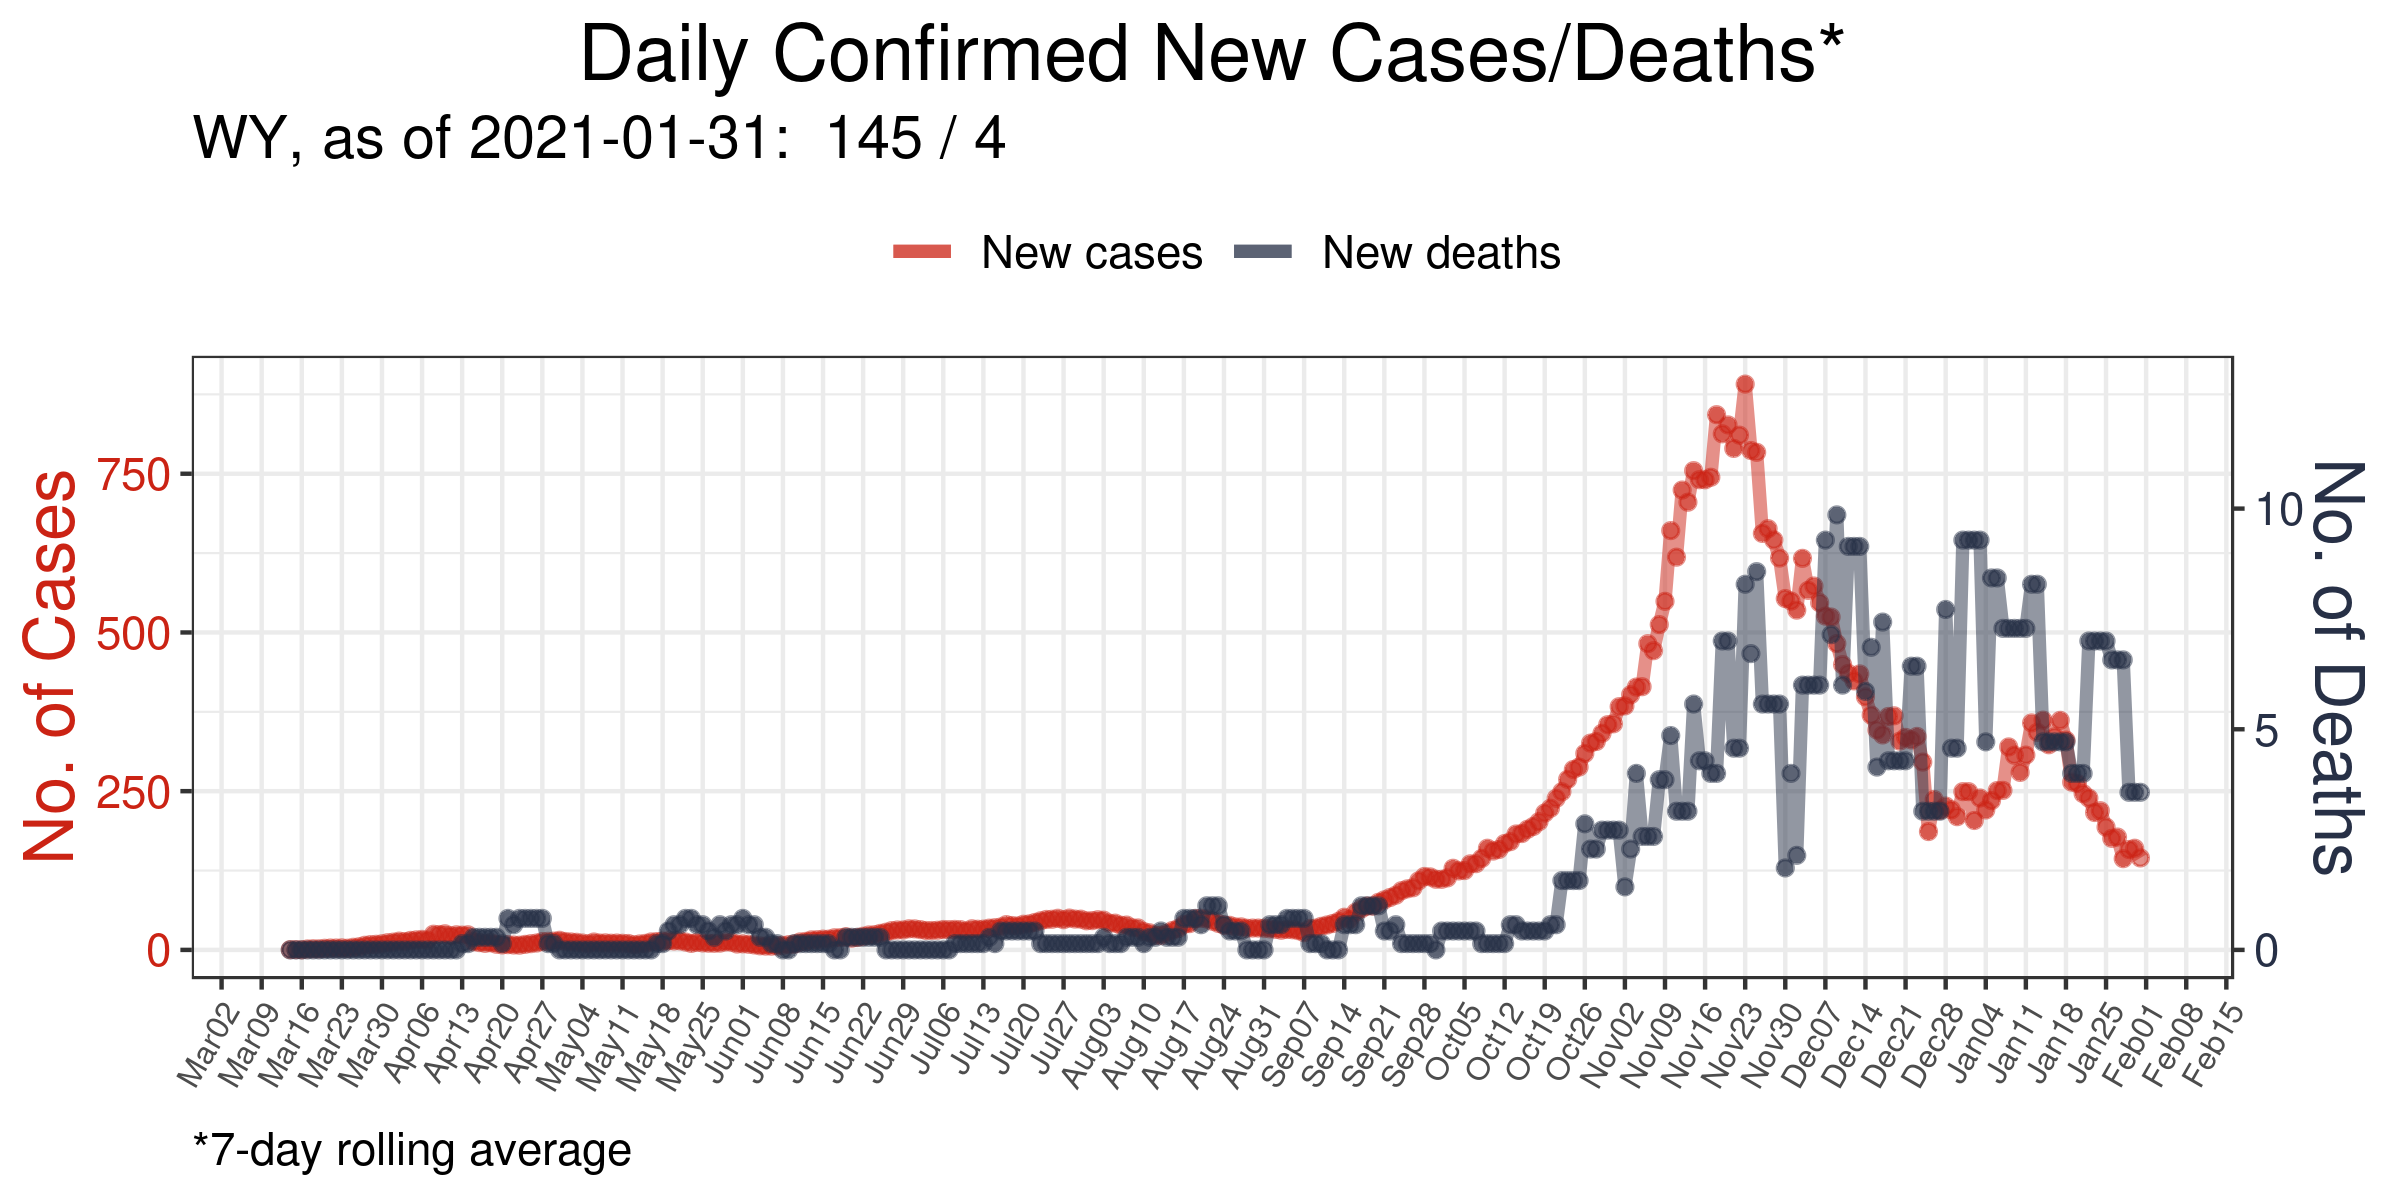 Daily Confirmed New Cases/Deaths*
WY, as of 2021-01-31:  145 / 4
New cases
New deaths
No. of Cases
750
500
250
0
10
5
0
No. of Deaths
Mar02
Mar09
Mar16
Mar23
Mar30
Apr06
Apr13
Apr20
Apr27
May04
May11
May18
May25
Jun01
Jun08
Jun15
Jun22
Jun29
Jul06
Jul13
Jul20
Jul27
Aug03
Aug10
Aug17
Aug24
Aug31
Sep07
Sep14
Sep21
Sep28
Oct05
Oct12
Oct19
Oct26
Nov02
Nov09
Nov16
Nov23
Nov30
Dec07
Dec14
Dec21
Dec28
Jan04
Jan11
Jan18
Jan25
Feb01
Feb08
Feb15
*7-day rolling average